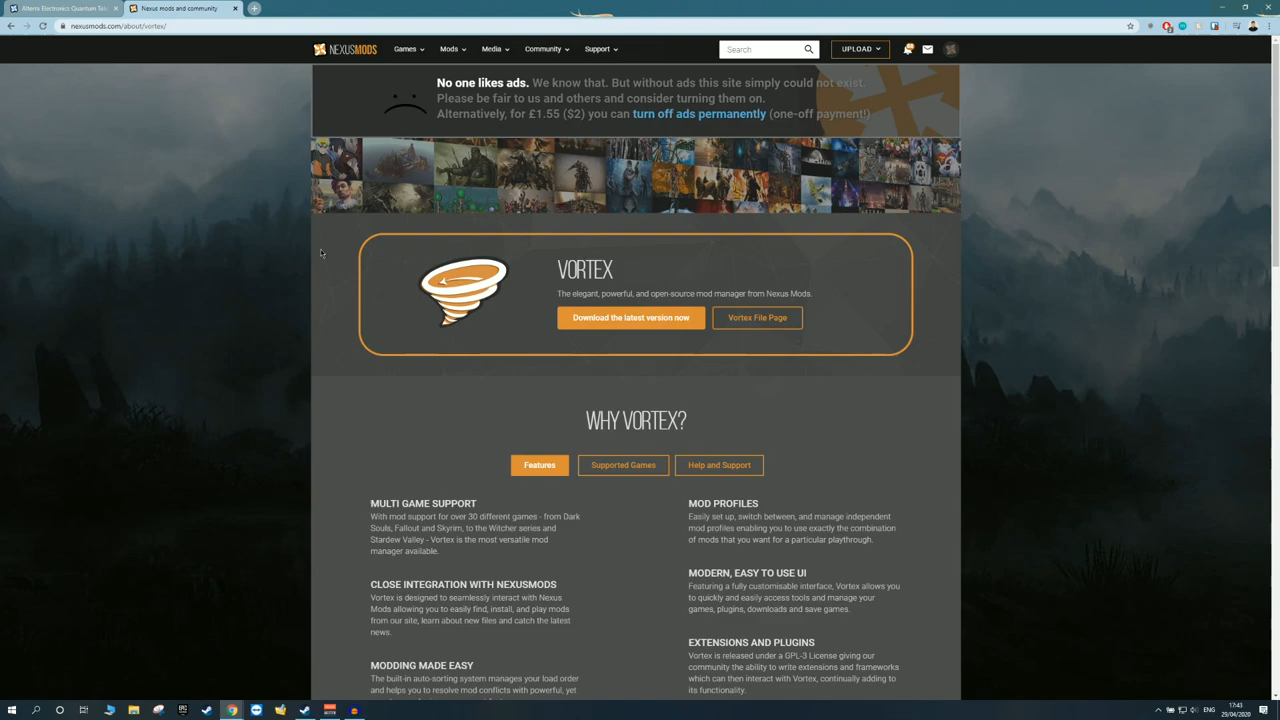 Alterra Electronics Quantum Tel
Nexus mods and community
nexusmods.com/about/vortex/
NEXUSMODS
Games
Mods
Media
Community
Support
Search
UPLOAD
No one likes ads. We know that. But without ads this site simply could not exist.
Please be fair to us and others and consider turning them on.
Alternatively, for £1.55 ($2) you can turn off ads permanently (one-off payment!)
VORTEX
The elegant, powerful, and open-source mod manager from Nexus Mods.
Download the latest version now
Vortex File Page
WHY VORTEX?
Features
Supported Games
Help and Support
MULTI GAME SUPPORT
With mod support for over 30 different games - from Dark
Souls, Fallout and Skyrim, to the Witcher series and
Stardew Valley - Vortex is the most versatile mod
manager available.
CLOSE INTEGRATION WITH NEXUSMODS
Vortex is designed to seamlessly interact with Nexus
Mods allowing you to easily find, install, and play mods
from our site, learn about new files and catch the latest
news.
MODDING MADE EASY
The built-in auto-sorting system manages your load order
and helps you to resolve mod conflicts with powerful, yet
MOD PROFILES
Easily set up, switch between, and manage independent
mod profiles enabling you to use exactly the combination
of mods that you want for a particular playthrough.
MODERN, EASY TO USE UI
Featuring a fully customisable interface, Vortex allows you
to quickly and easily access tools and manage your
games, plugins, downloads and save games.
EXTENSIONS AND PLUGINS
Vortex is released under a GPL-3 License giving our
community the ability to write extensions and frameworks
which can then interact with Vortex, continually adding to
its functionality.
ENG
17:43
29/04/2020